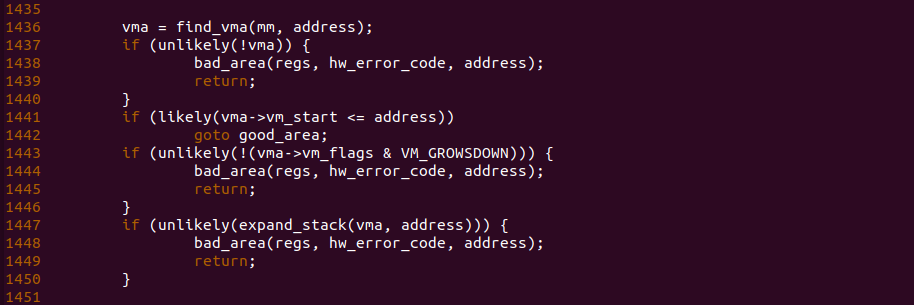 1435
1436         vma = find_vma(mm, address);
1437         if (unlikely(!vma)) {
1438                 bad_area(regs, hw_error_code, address);
1439                 return;
1440         }
1441         if (likely(vma->vm_start <= address))
1442                 goto good_area;
1443         if (unlikely(!(vma->vm_flags & VM_GROWSDOWN))) {
1444                 bad_area(regs, hw_error_code, address);
1445                 return;
1446         }
1447         if (unlikely(expand_stack(vma, address))) {
1448                 bad_area(regs, hw_error_code, address);
1449                 return;
1450         }
1451